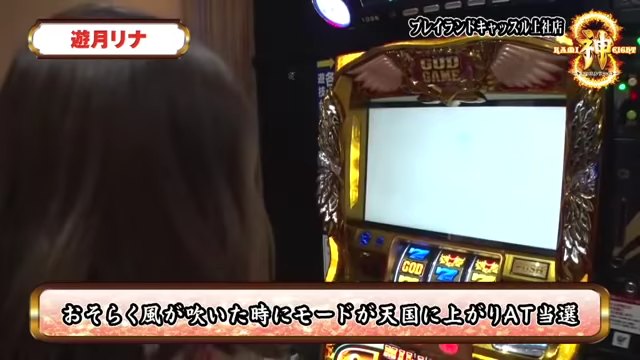 遊月リナ
プレイランドキャッスル上社店
神
KAMI EIGHT
GOD
GAME
GOD
おそらく風が吹いた時にモードが天国に上がりAT当選